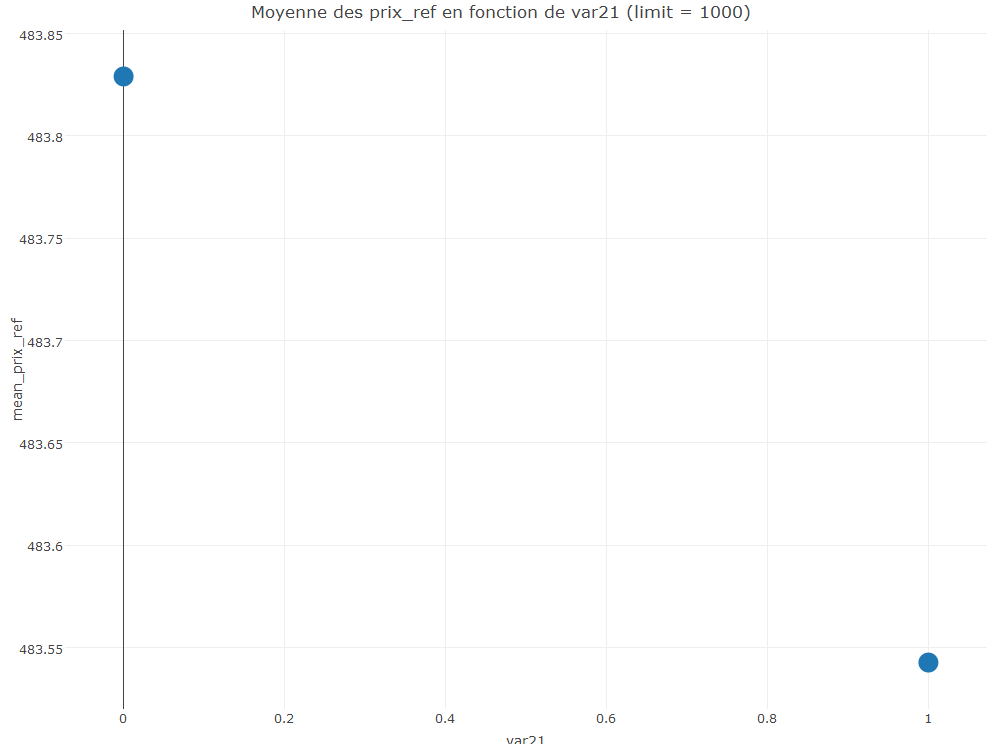 Moyenne des prix_ref en fonction de var21 (limit = 1000)
483.85
483.8
483.75
483.7
483.65
483.6
483.55
mean_prix_ref
0 0.2 0.4 0.6 0.8 1
var21